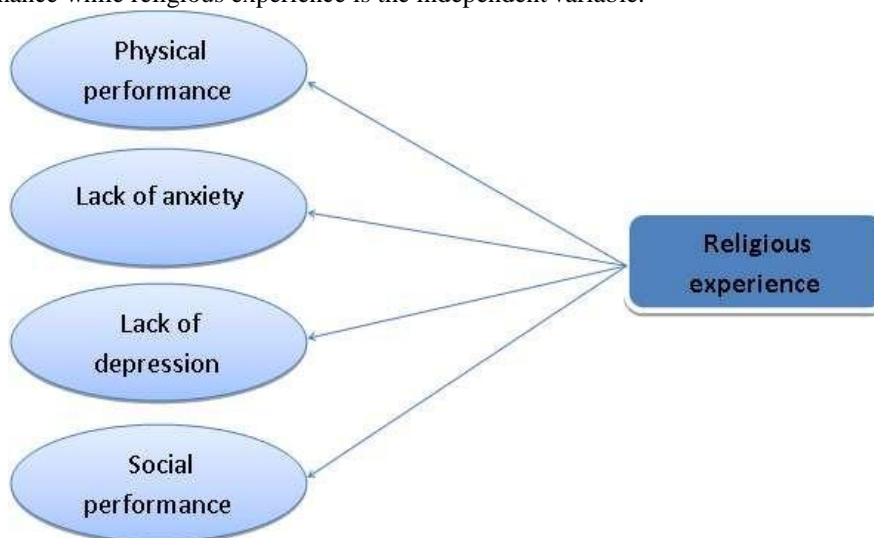 while religious experience is the independent variable.
Physical
performance
Lack of anxiety
Lack of
depression
Social
performance
Religious
experience